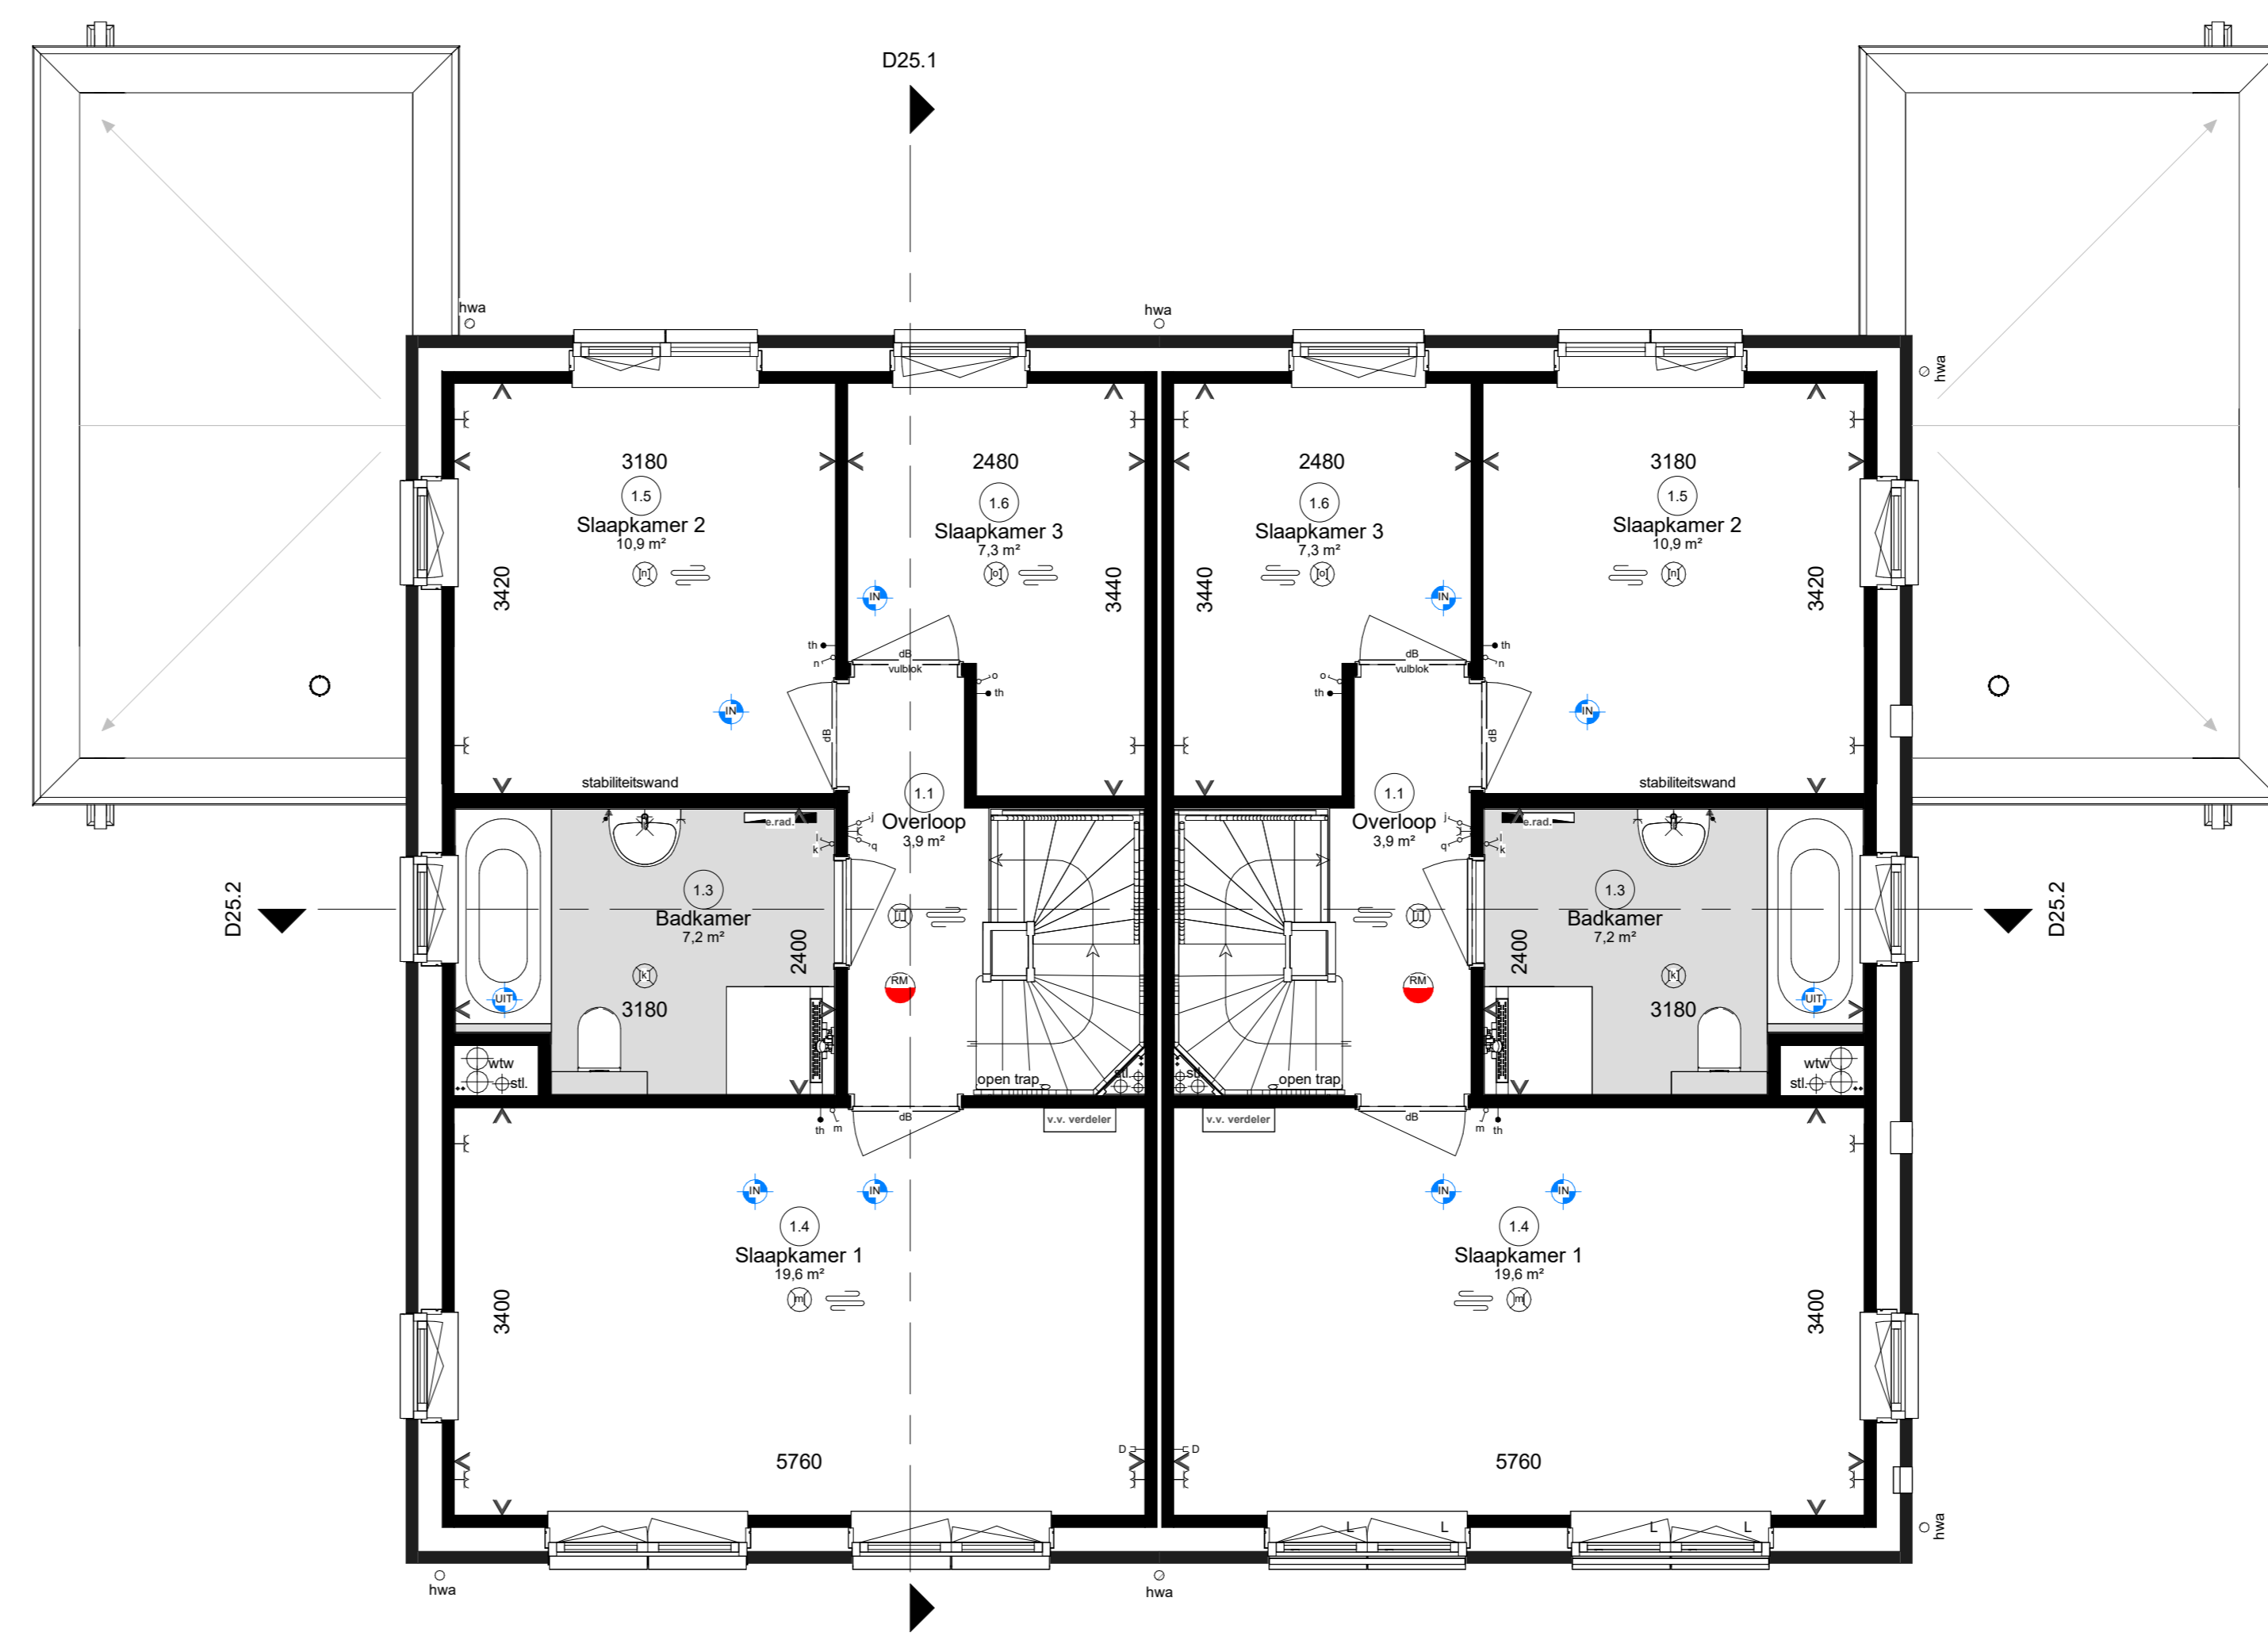 D25.1
hwa
hwa
hwa
3180
2480
2480
3180
1.5
1.6
1.6
1.5
Slaapkamer 2
10,9 m²
Slaapkamer 3
7,3 m²
Slaapkamer 3
7,3 m²
Slaapkamer 2
10,9 m²
n
o
o
n
3420
3440
3440
3420
IN
IN
th
n
dB
vulblok
o
th
dB
vulblok
o
th
th
n
IN
dB
dB
IN
stabiliteitswand
stabiliteitswand
1.1
Overloop
3,9 m²
1.1
Overloop
3,9 m²
e.rad.
l
k
j
q
j
q
l
k
e.rad.
D25.2
1.3
Badkamer
7,2 m²
2400
1.3
Badkamer
7,2 m²
2400
D25.2
j
j
k
k
UIT
3180
RM
RM
3180
UIT
wtw
stl.
open trap
stl.
stl.
open trap
wtw
stl.
th
m
dB
v.v. verdeler
v.v. verdeler
dB
m
th
IN
IN
IN
IN
1.4
Slaapkamer 1
19,6 m²
1.4
Slaapkamer 1
19,6 m²
m
m
3400
3400
D
D
5760
5760
L
L
L
L
hwa
hwa
hwa